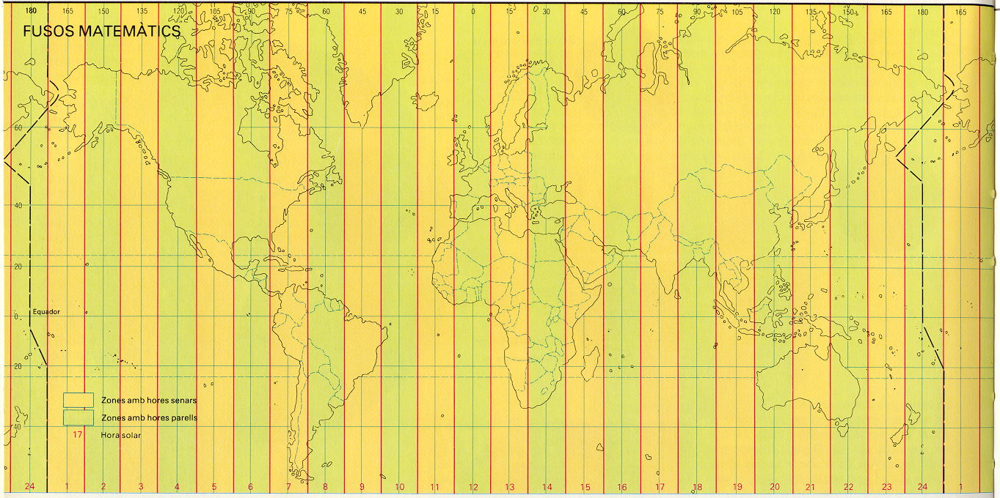 180 165 150 135 120 105 90 75 60 45 30 15 0 15 30 45 60 75 90 105 120 135 150 165 180 165
FUSOS MATEMÀTICS
60
40
20
Equador
0
20
Zones amb hores senars
Zones amb hores parells
40
17 Hora solar
24 1 2 3 4 5 6 7 8 9 10 11 12 13 14 15 16 17 18 19 20 21 22 23 24 1